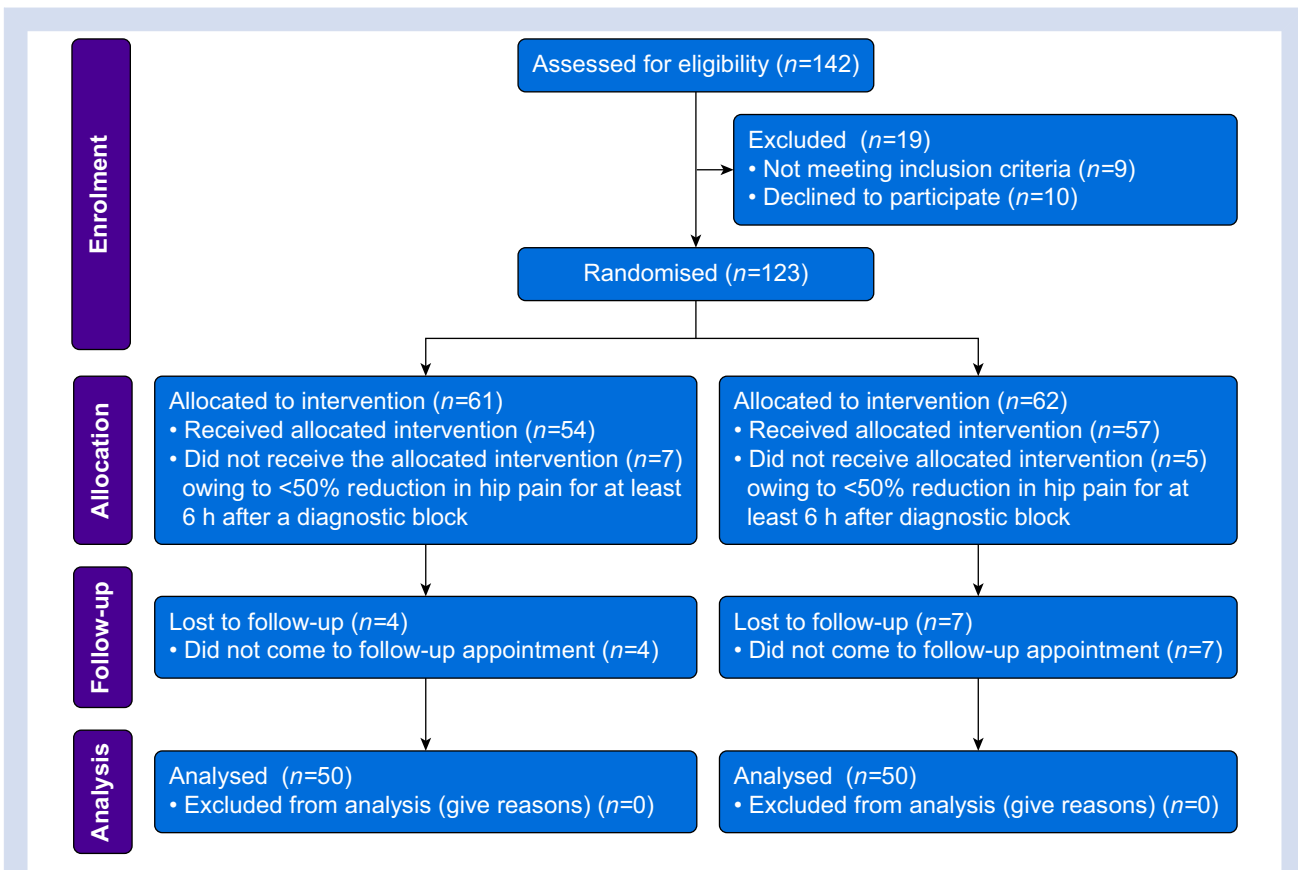 Enrolment
Assessed for eligibility (n=142)
Excluded (n=19)
• Not meeting inclusion criteria (n=9)
• Declined to participate (n=10)
Randomised (n=123)
Allocation
Allocated to intervention (n=61)
• Received allocated intervention (n=54)
• Did not receive the allocated intervention (n=7)
owing to <50% reduction in hip pain for at least
6 h after a diagnostic block
Allocated to intervention (n=62)
• Received allocated intervention (n=57)
• Did not receive allocated intervention (n=5)
owing to <50% reduction in hip pain for at
least 6 h after diagnostic block
Follow-up
Lost to follow-up (n=4)
• Did not come to follow-up appointment (n=4)
Lost to follow-up (n=7)
• Did not come to follow-up appointment (n=7)
Analysis
Analysed (n=50)
• Excluded from analysis (give reasons) (n=0)
Analysed (n=50)
• Excluded from analysis (give reasons) (n=0)